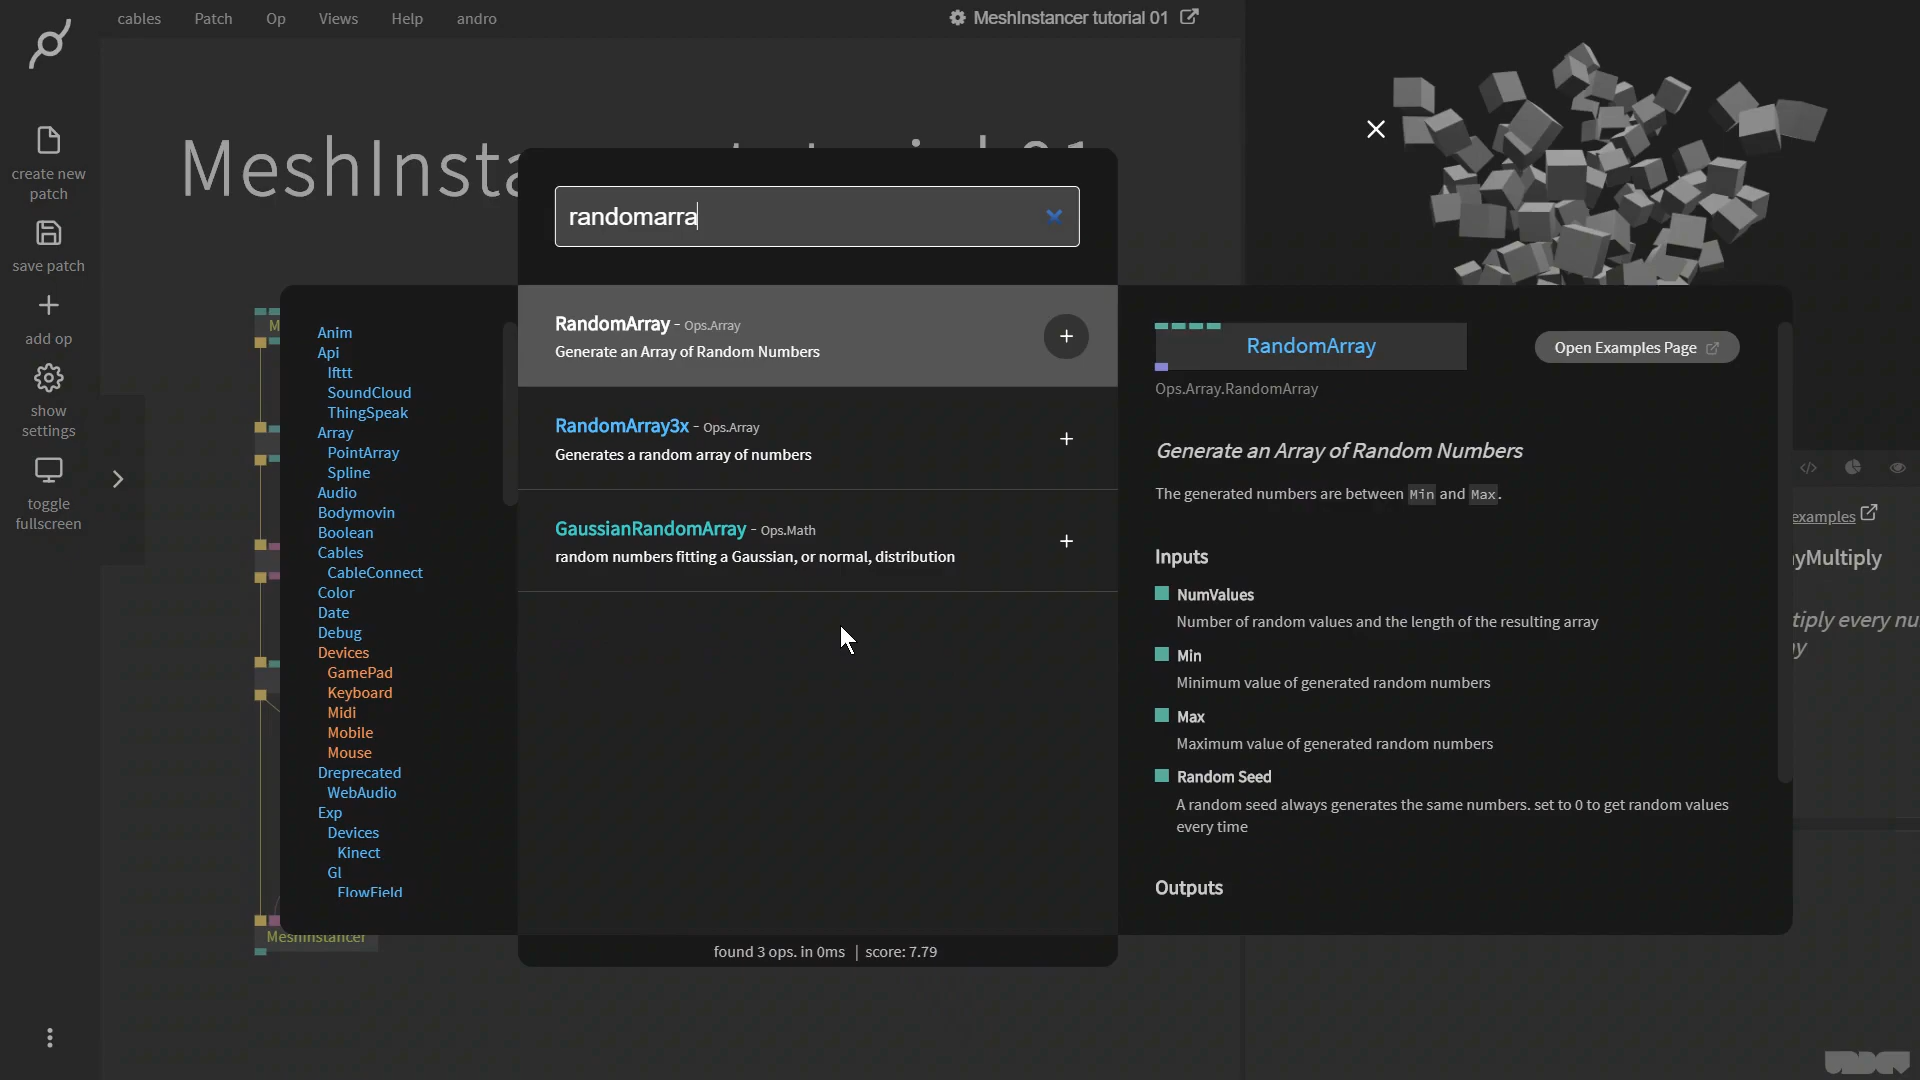 cables Patch Op Views Help andro
MeshInstancer tutorial 01
create new
patch
save patch
add op
show
settings
toggle
fullscreen
randomarra
Anim
Api
Ifttt
SoundCloud
ThingSpeak
Array
PointArray
Spline
Audio
Bodymovin
Boolean
Cables
CableConnect
Color
Date
Debug
Devices
GamePad
Keyboard
Midi
Mobile
Mouse
Dreprecated
WebAudio
Exp
Devices
Kinect
Gl
FlowField
MeshInstancer
RandomArray - Ops.Array
Generate an Array of Random Numbers
RandomArray3x - Ops.Array
Generates a random array of numbers
GaussianRandomArray - Ops.Math
random numbers fitting a Gaussian, or normal, distribution
found 3 ops. in 0ms | score: 7.79
RandomArray
Open Examples Page
Ops.Array.RandomArray
Generate an Array of Random Numbers
The generated numbers are between Min and Max.
Inputs
NumValues
Number of random values and the length of the resulting array
Min
Minimum value of generated random numbers
Max
Maximum value of generated random numbers
Random Seed
A random seed always generates the same numbers. set to 0 to get random values
every time
Outputs
examples
yMultiply
tiply every nu
y